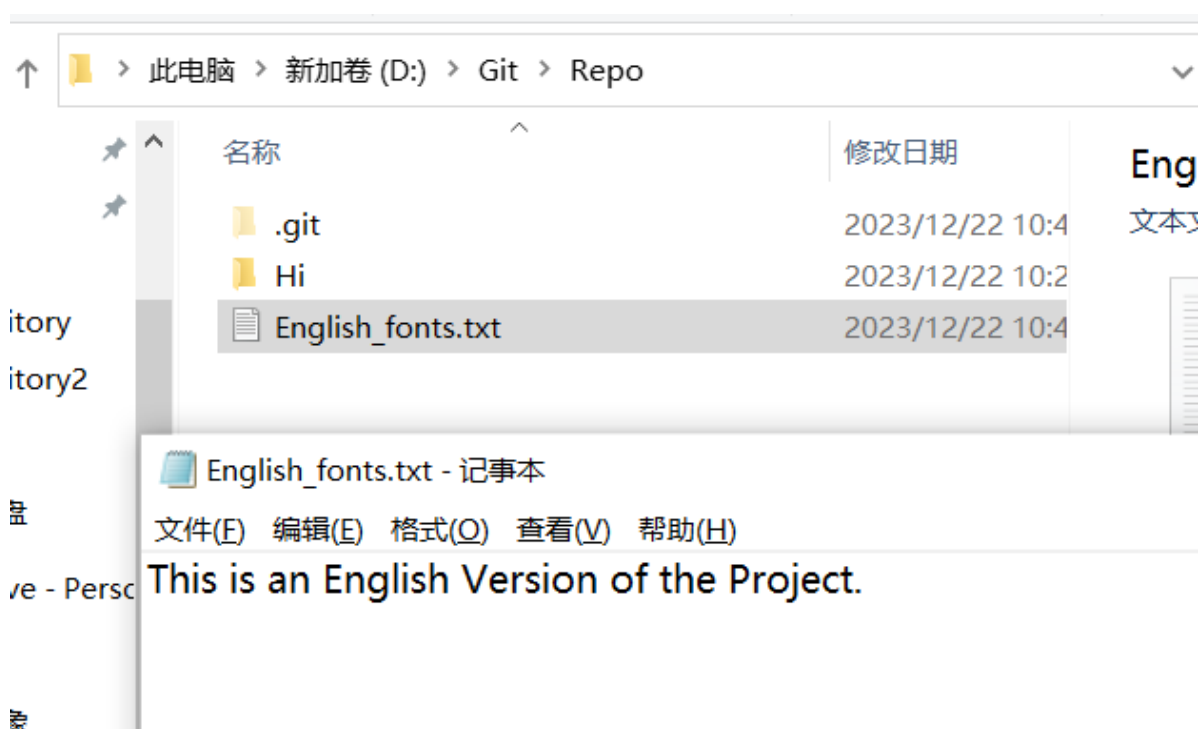 此电脑 > 新加卷 (D:) > Git > Repo
名称 修改日期
Eng
.git 2023/12/22 10:4
文本文
Hi 2023/12/22 10:2
itory
English_fonts.txt 2023/12/22 10:4
itory2
English_fonts.txt - 记事本
盘
文件(F) 编辑(E) 格式(O) 查看(V) 帮助(H)
ve - Perso
This is an English Version of the Project.